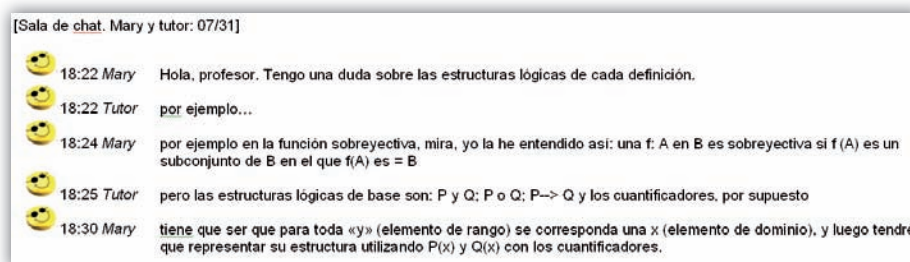 [Sala de chat. Mary y tutor: 07/31]
18:22 Mary Hola, profesor. Tengo una duda sobre las estructuras lógicas de cada definición.
18:22 Tutor por ejemplo...
18:24 Mary por ejemplo en la función sobreyectiva, mira, yo la he entendido así: una f: A en B es sobreyectiva si f (A) es un
subconjunto de B en el que f(A) es = B
18:25 Tutor pero las estructuras lógicas de base son: P y Q; P o Q; P--> Q y los cuantificadores, por supuesto
18:30 Mary tiene que ser que para toda «y» (elemento de rango) se corresponda una x (elemento de dominio), y luego tendré
que representar su estructura utilizando P(x) y Q(x) con los cuantificadores.